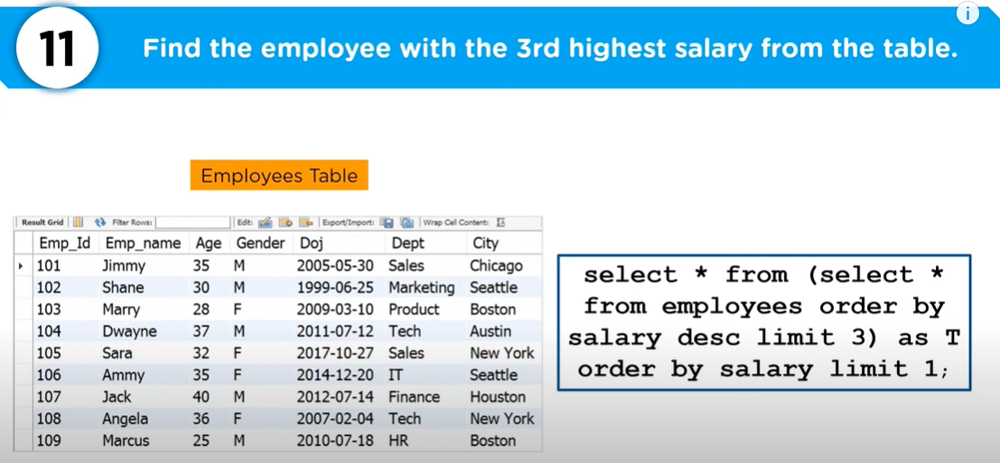 i
11
Find the employee with the 3rd highest salary from the table.
Employees Table
Result Grid Filter Rows: Edit: Export/Import: Wrap Cell Content:
Emp_Id Emp_name Age Gender Doj Dept City
101 Jimmy 35 M 2005-05-30 Sales Chicago
102 Shane 30 M 1999-06-25 Marketing Seattle
103 Marry 28 F 2009-03-10 Product Boston
104 Dwayne 37 M 2011-07-12 Tech Austin
105 Sara 32 F 2017-10-27 Sales New York
106 Ammy 35 F 2014-12-20 IT Seattle
107 Jack 40 M 2012-07-14 Finance Houston
108 Angela 36 F 2007-02-04 Tech New York
109 Marcus 25 M 2010-07-18 HR Boston
select * from (select *
from employees order by
salary desc limit 3) as T
order by salary limit 1;